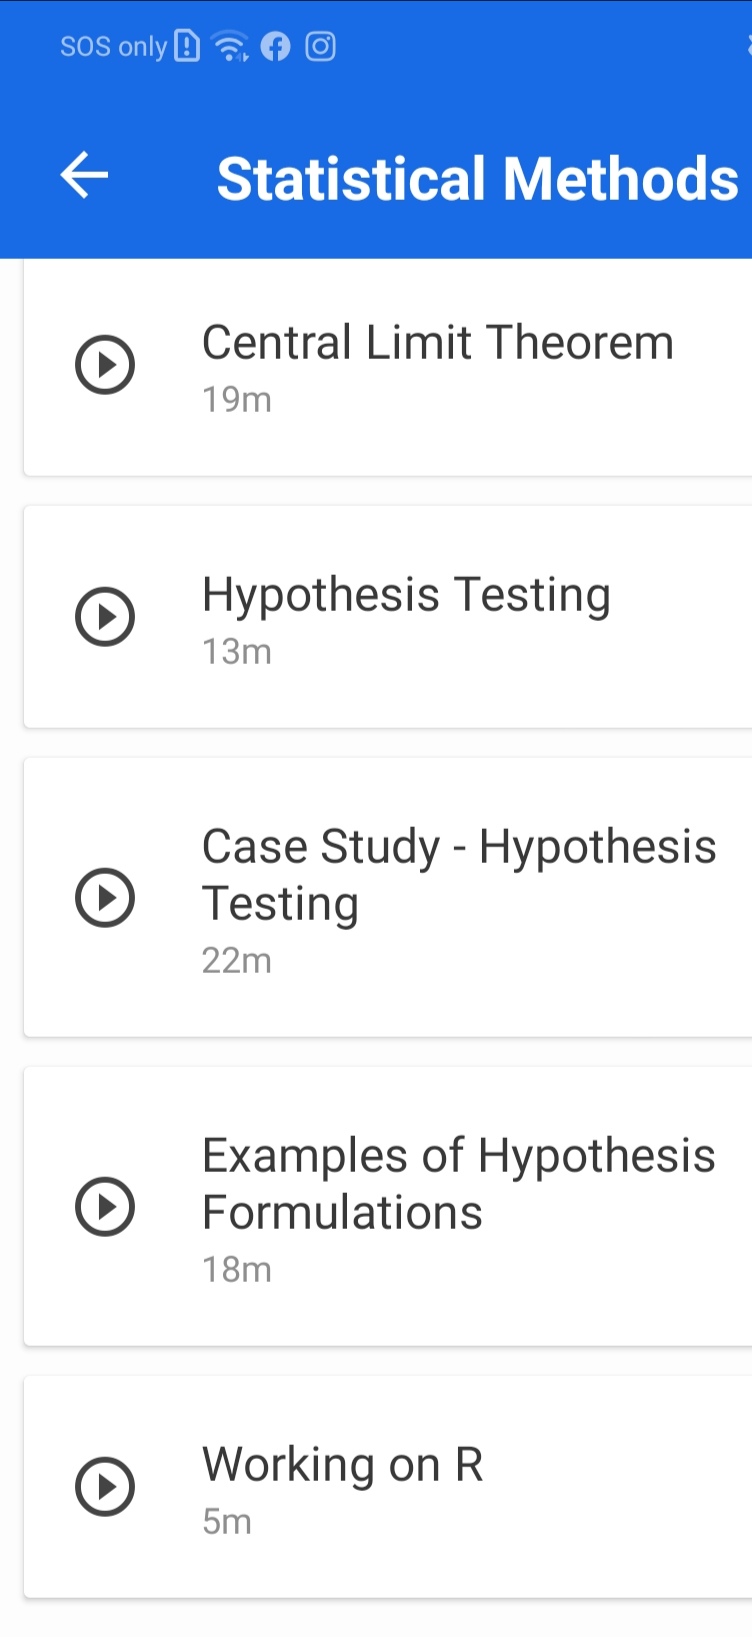 SOS only
Statistical Methods
Central Limit Theorem
19m
Hypothesis Testing
13m
Case Study - Hypothesis
Testing
22m
Examples of Hypothesis
Formulations
18m
Working on R
5m